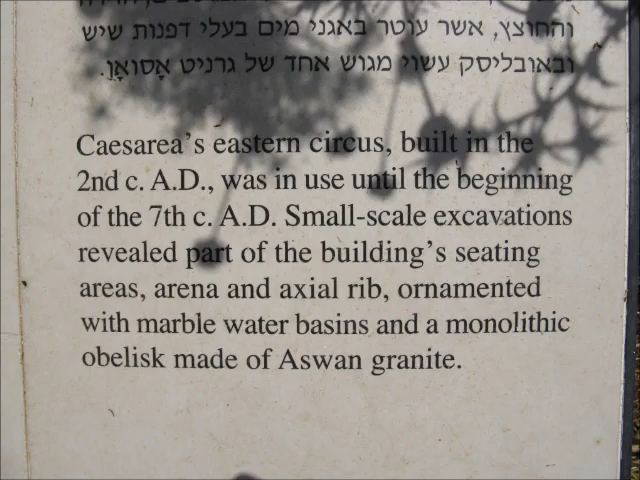 והחוצץ, אשר עוטר באגני מים בעלי דפנות שיש
ובאובליסק עשוי מגוש אחד של גרניט אָסואָן.
Caesarea's eastern circus, built in the
2nd c. A.D., was in use until the beginning
of the 7th c. A.D. Small-scale excavations
revealed part of the building's seating
areas, arena and axial rib, ornamented
with marble water basins and a monolithic
obelisk made of Aswan granite.